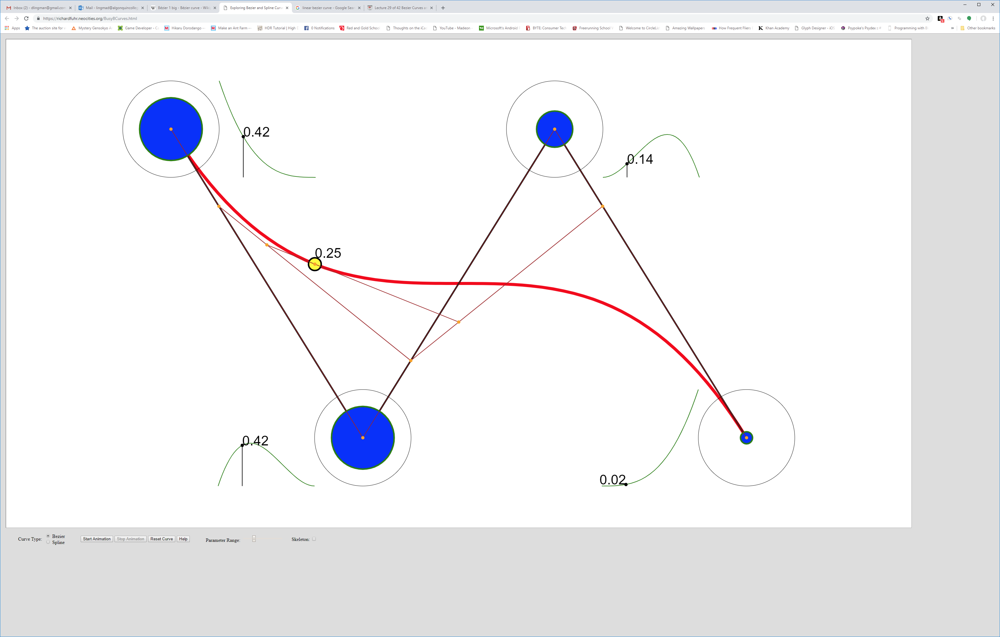 Inbox (2) - dlingman@gmail.com
Mail - lingmad@algonquincolleg
Bézier 1 big - Bézier curve - Wiki
Exploring Bezier and Spline Curv
linear bezier curve - Google Sear
Lecture 29 of 42 Bezier Curves an
https://richardfuhr.neocities.org/BusyBCurves.html
Apps
The auction site for
Mystery Gensokyo A
Game Developer - C
Hikaru Dorodango —
Make an Ant Farm —
HDR Tutorial | High D
0 Notifications
Red and Gold School
Thoughts on the iCa
YouTube - Madeon -
Microsoft's Android
BYTE: Consumer Tech
Freerunning School
Welcome to CircleLis
Amazing Wallpapers
How Frequent Fliers
Khan Academy
Glyph Designer - iOS
Psypoke's Psydex ::
Programming with B
»
Other bookmarks
0.42
0.14
0.25
0.42
0.02
Curve Type:
Bezier
Spline
Start Animation
Stop Animation
Reset Curve
Help
Parameter Range:
Skeleton: